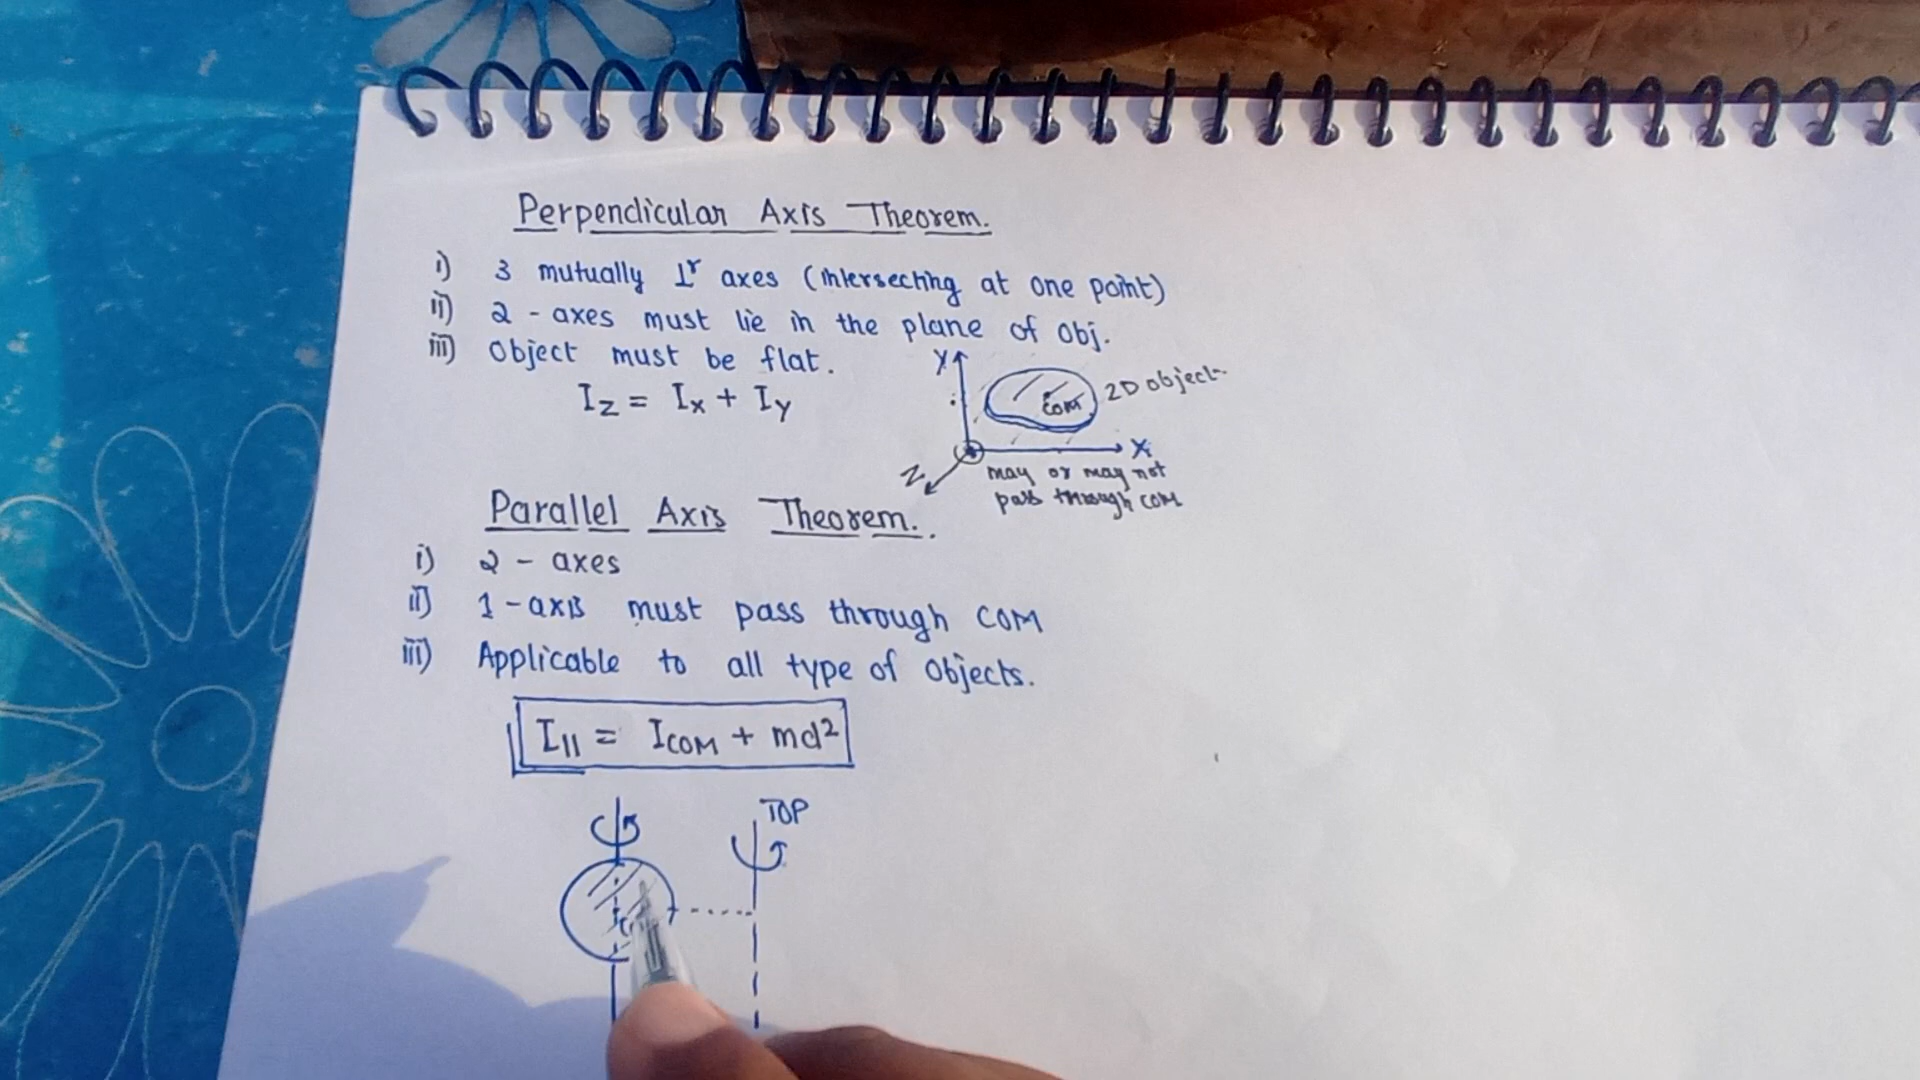 Perpendicular Axis Theorem.
i) 3 mutually ⊥r axes (intersecting at one point)
ii) 2 - axes must lie in the plane of Obj.
iii) Object must be flat.
Iz = Ix + Iy
Y
COM
2D object
X
Z
may or may not
pass through COM
Parallel Axis Theorem.
i) 2 - axes
ii) 1 - axis must pass through COM
iii) Applicable to all type of Objects.
I|| = ICOM + md²
TOP